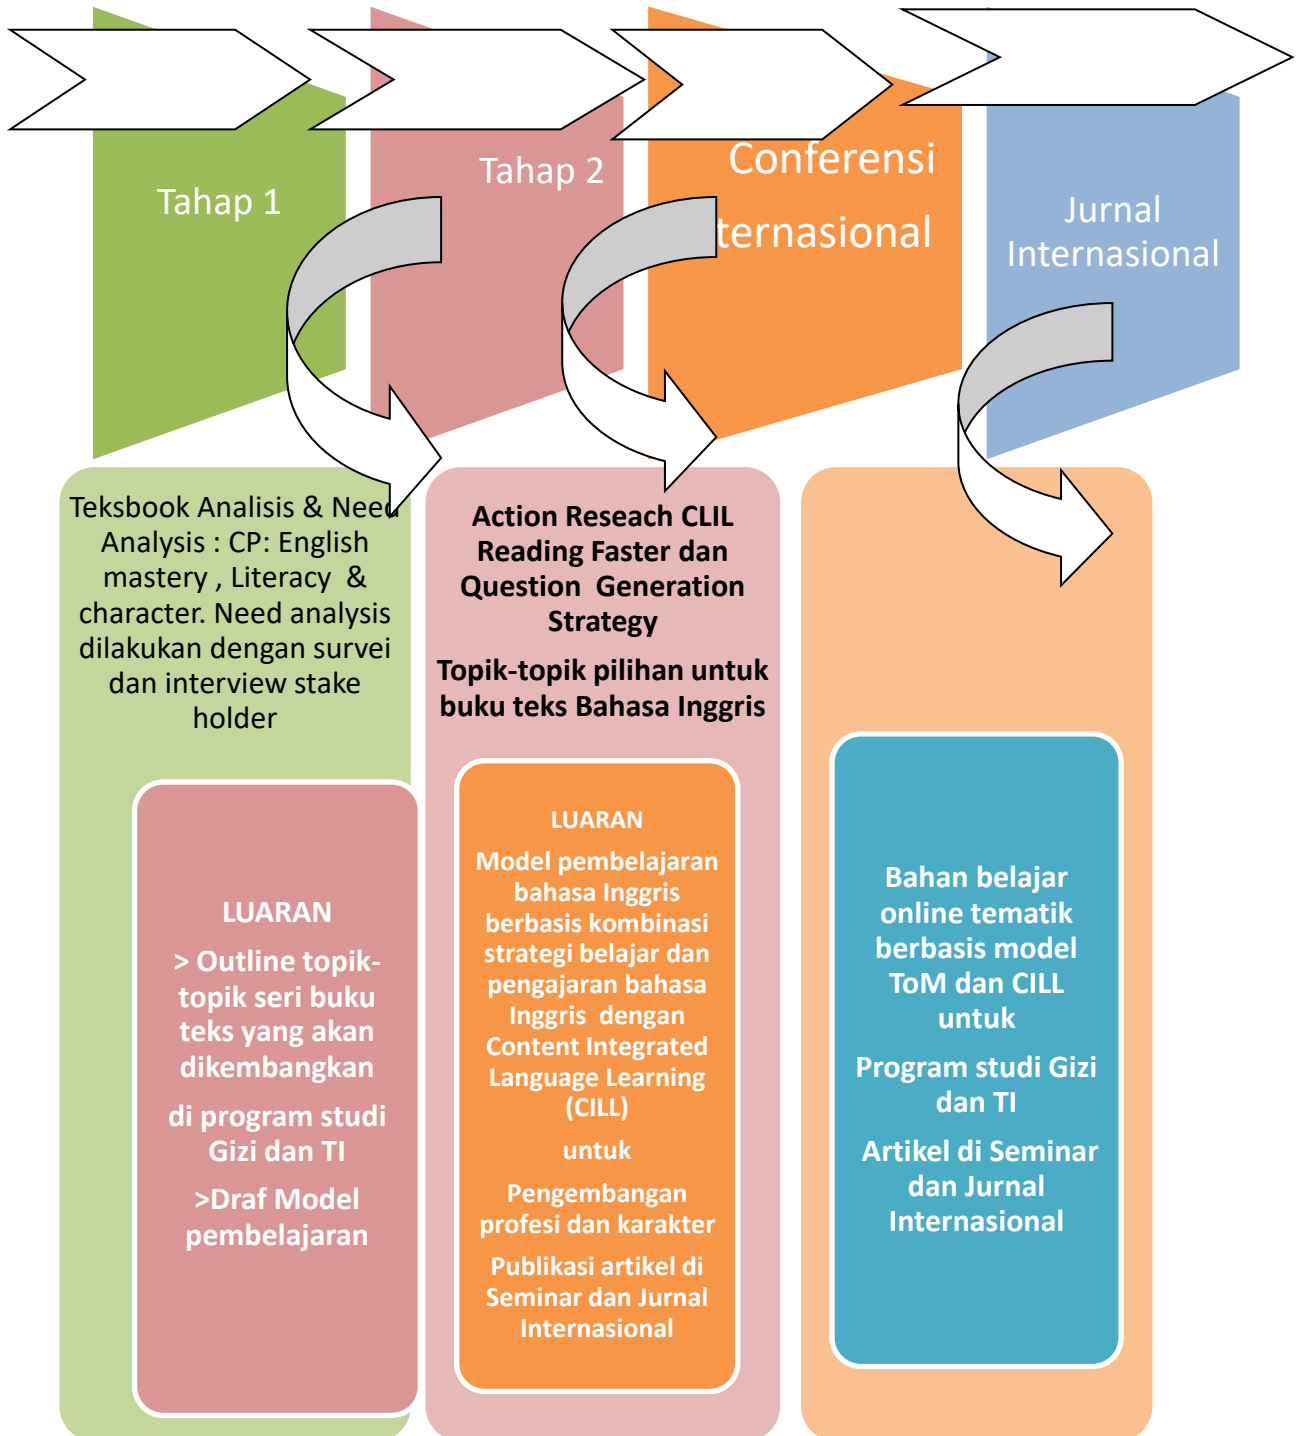 Tahap 1
Tahap 2
Conferensi
ternasional
Jurnal
Internasional
Teksbook Analisis & Need
Analysis : CP: English
mastery , Literacy &
character. Need analysis
dilakukan dengan survei
dan interview stake
holder
LUARAN
> Outline topik-
topik seri buku
teks yang akan
dikembangkan
di program studi
Gizi dan TI
>Draf Model
pembelajaran
Action Reseach CLIL
Reading Faster dan
Question Generation
Strategy
Topik-topik pilihan untuk
buku teks Bahasa Inggris
LUARAN
Model pembelajaran
bahasa Inggris
berbasis kombinasi
strategi belajar dan
pengajaran bahasa
Inggris dengan
Content Integrated
Language Learning
(CILL)
untuk
Pengembangan
profesi dan karakter
Publikasi artikel di
Seminar dan Jurnal
Internasional
Bahan belajar
online tematik
berbasis model
ToM dan CILL
untuk
Program studi Gizi
dan TI
Artikel di Seminar
dan Jurnal
Internasional